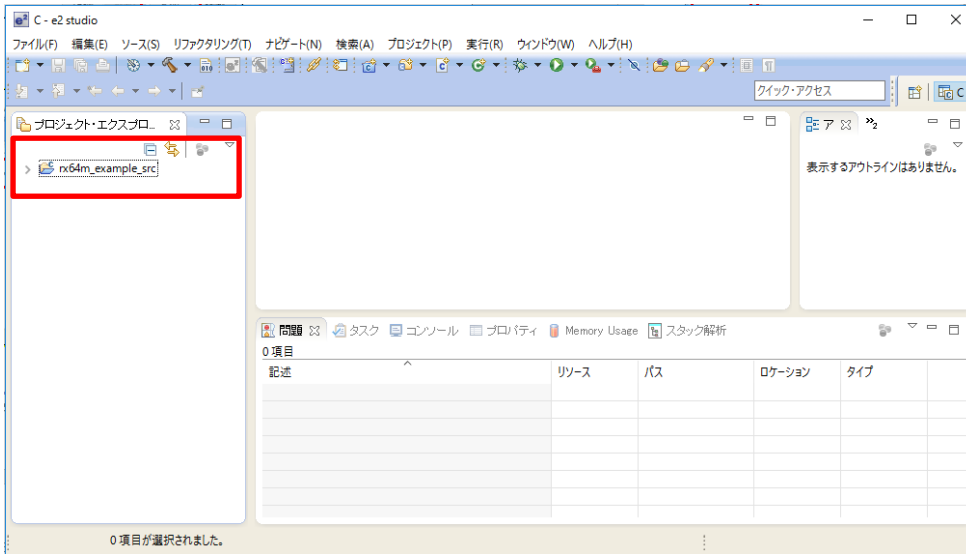 C - e2 studio
ファイル(F) 編集(E) ソース(S) リファクタリング(T) ナビゲート(N) 検索(A) プロジェクト(P) 実行(R) ウィンドウ(W) ヘルプ(H)
クイック・アクセス
C
プロジェクト・エクスプロ...
ア
»2
rx64m_example_src
表示するアウトラインはありません。
問題 タスク コンソール プロパティ Memory Usage スタック解析
0 項目
記述 リソース パス ロケーション タイプ
0 項目が選択されました。